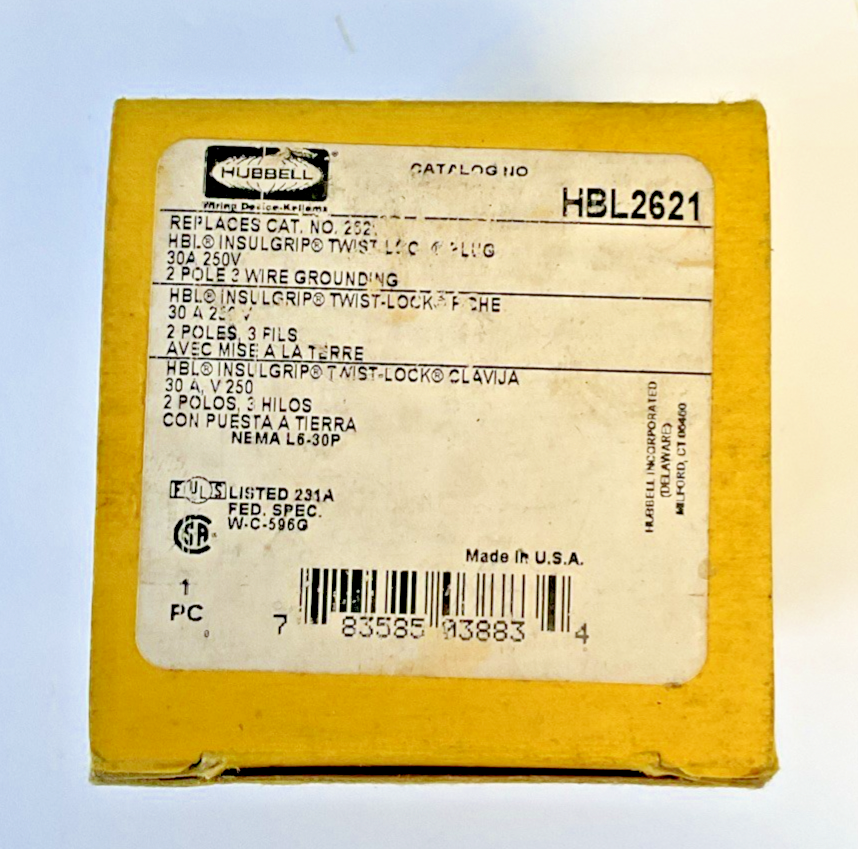 HUBBELL
Wiring Device-Kellems
CATALOG NO
HBL2621
REPLACES CAT. NO.
HBL® INSULGRIP® TWIST-LOCK® PLUG
30A 250V
2 POLE 3 WIRE GROUNDING
HBL® INSULGRIP® TWIST-LOCK® FICHE
30 A 250 V
2 POLES, 3 FILS
AVEC MISE A LA TERRE
HBL® INSULGRIP® TWIST-LOCK® CLAVIJA
30 A, V 250
2 POLOS, 3 HILOS
CON PUESTA A TIERRA
NEMA L6-30P
LISTED 231A
FED. SPEC.
W-C-596G
Made in U.S.A.
1
PC
7 83585 03883 4
HUBBELL INCORPORATED
(DELAWARE)
MILFORD, CT 06460